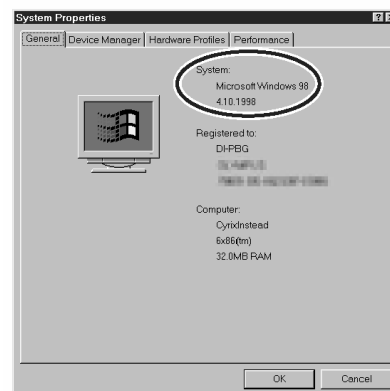 System Properties
General Device Manager Hardware Profiles Performance
System:
Microsoft Windows 98
4.10.1998
Registered to:
DI-PBG
Computer:
CyrixInstead
6x86(tm)
32.0MB RAM
OK Cancel